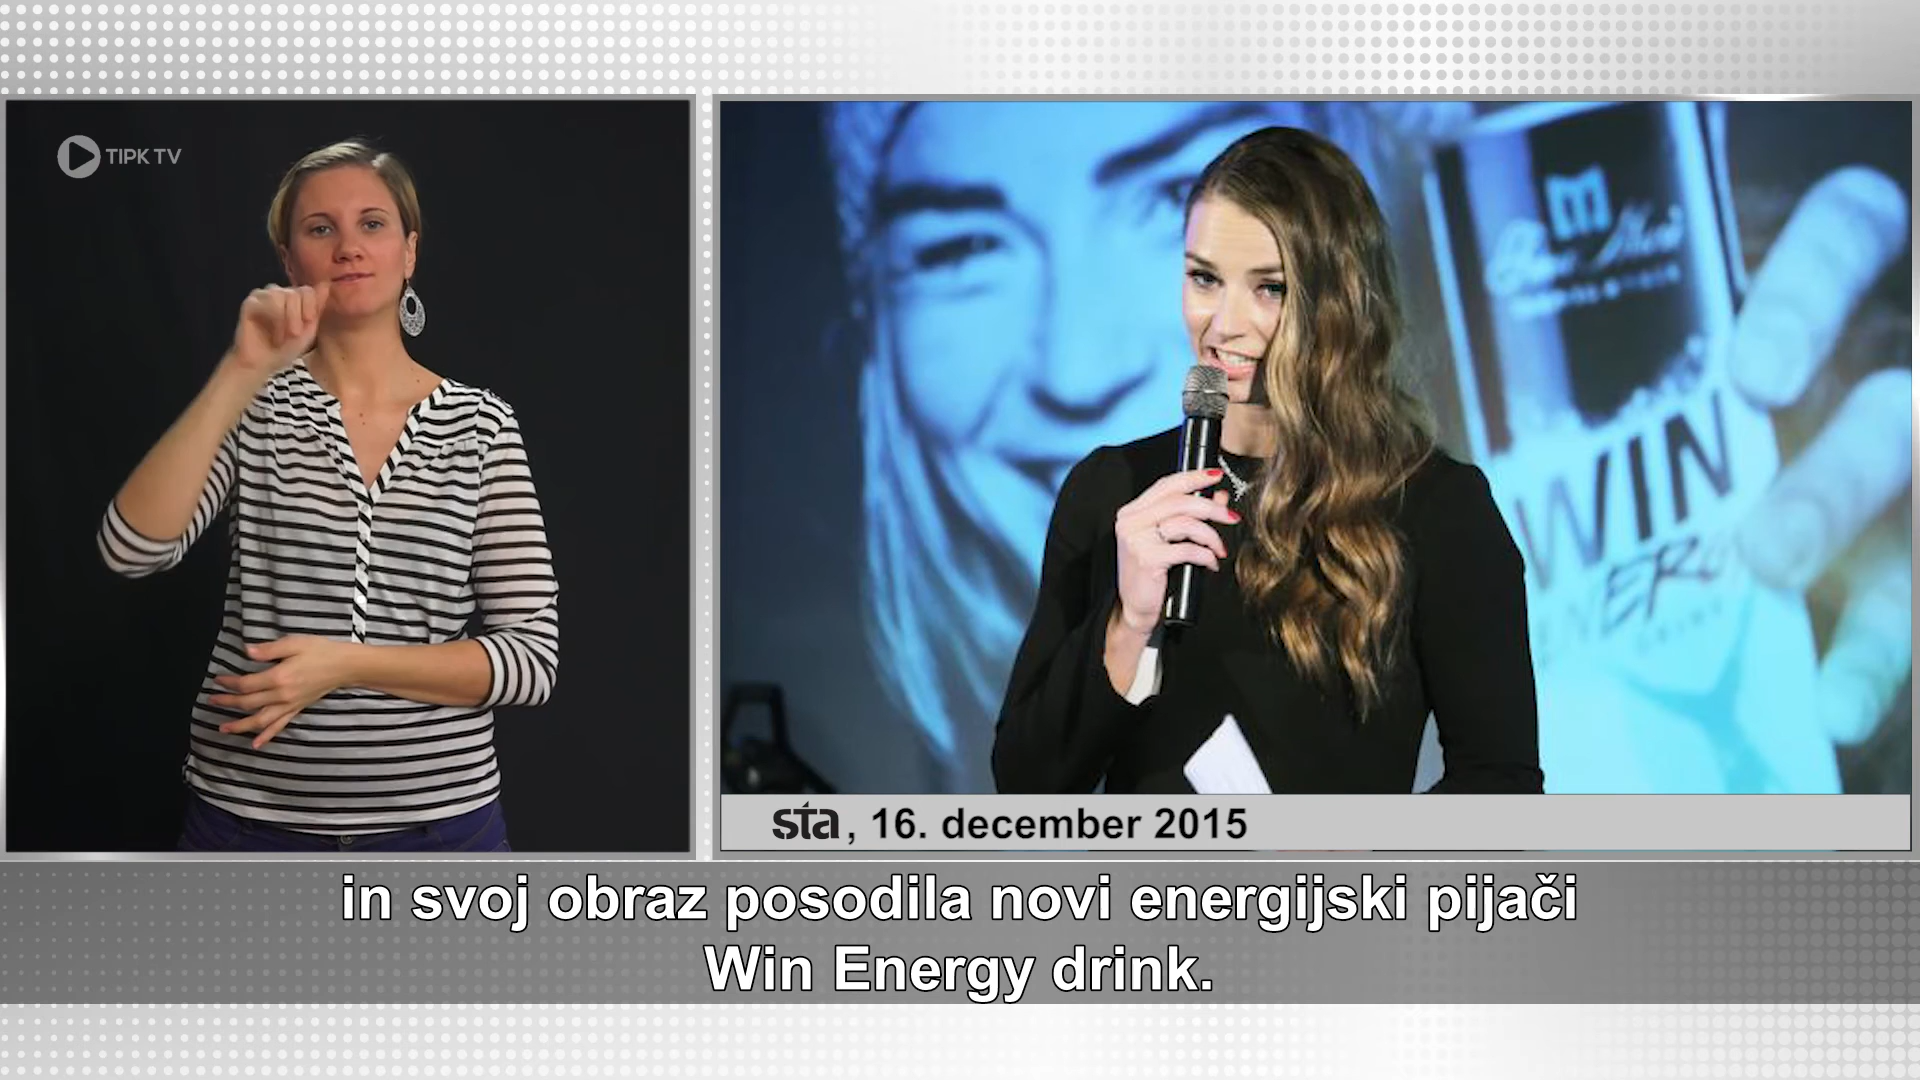 TIPK TV
WIN
ENERG
sta, 16. december 2015
in svoj obraz posodila novi energijski pijači
Win Energy drink.